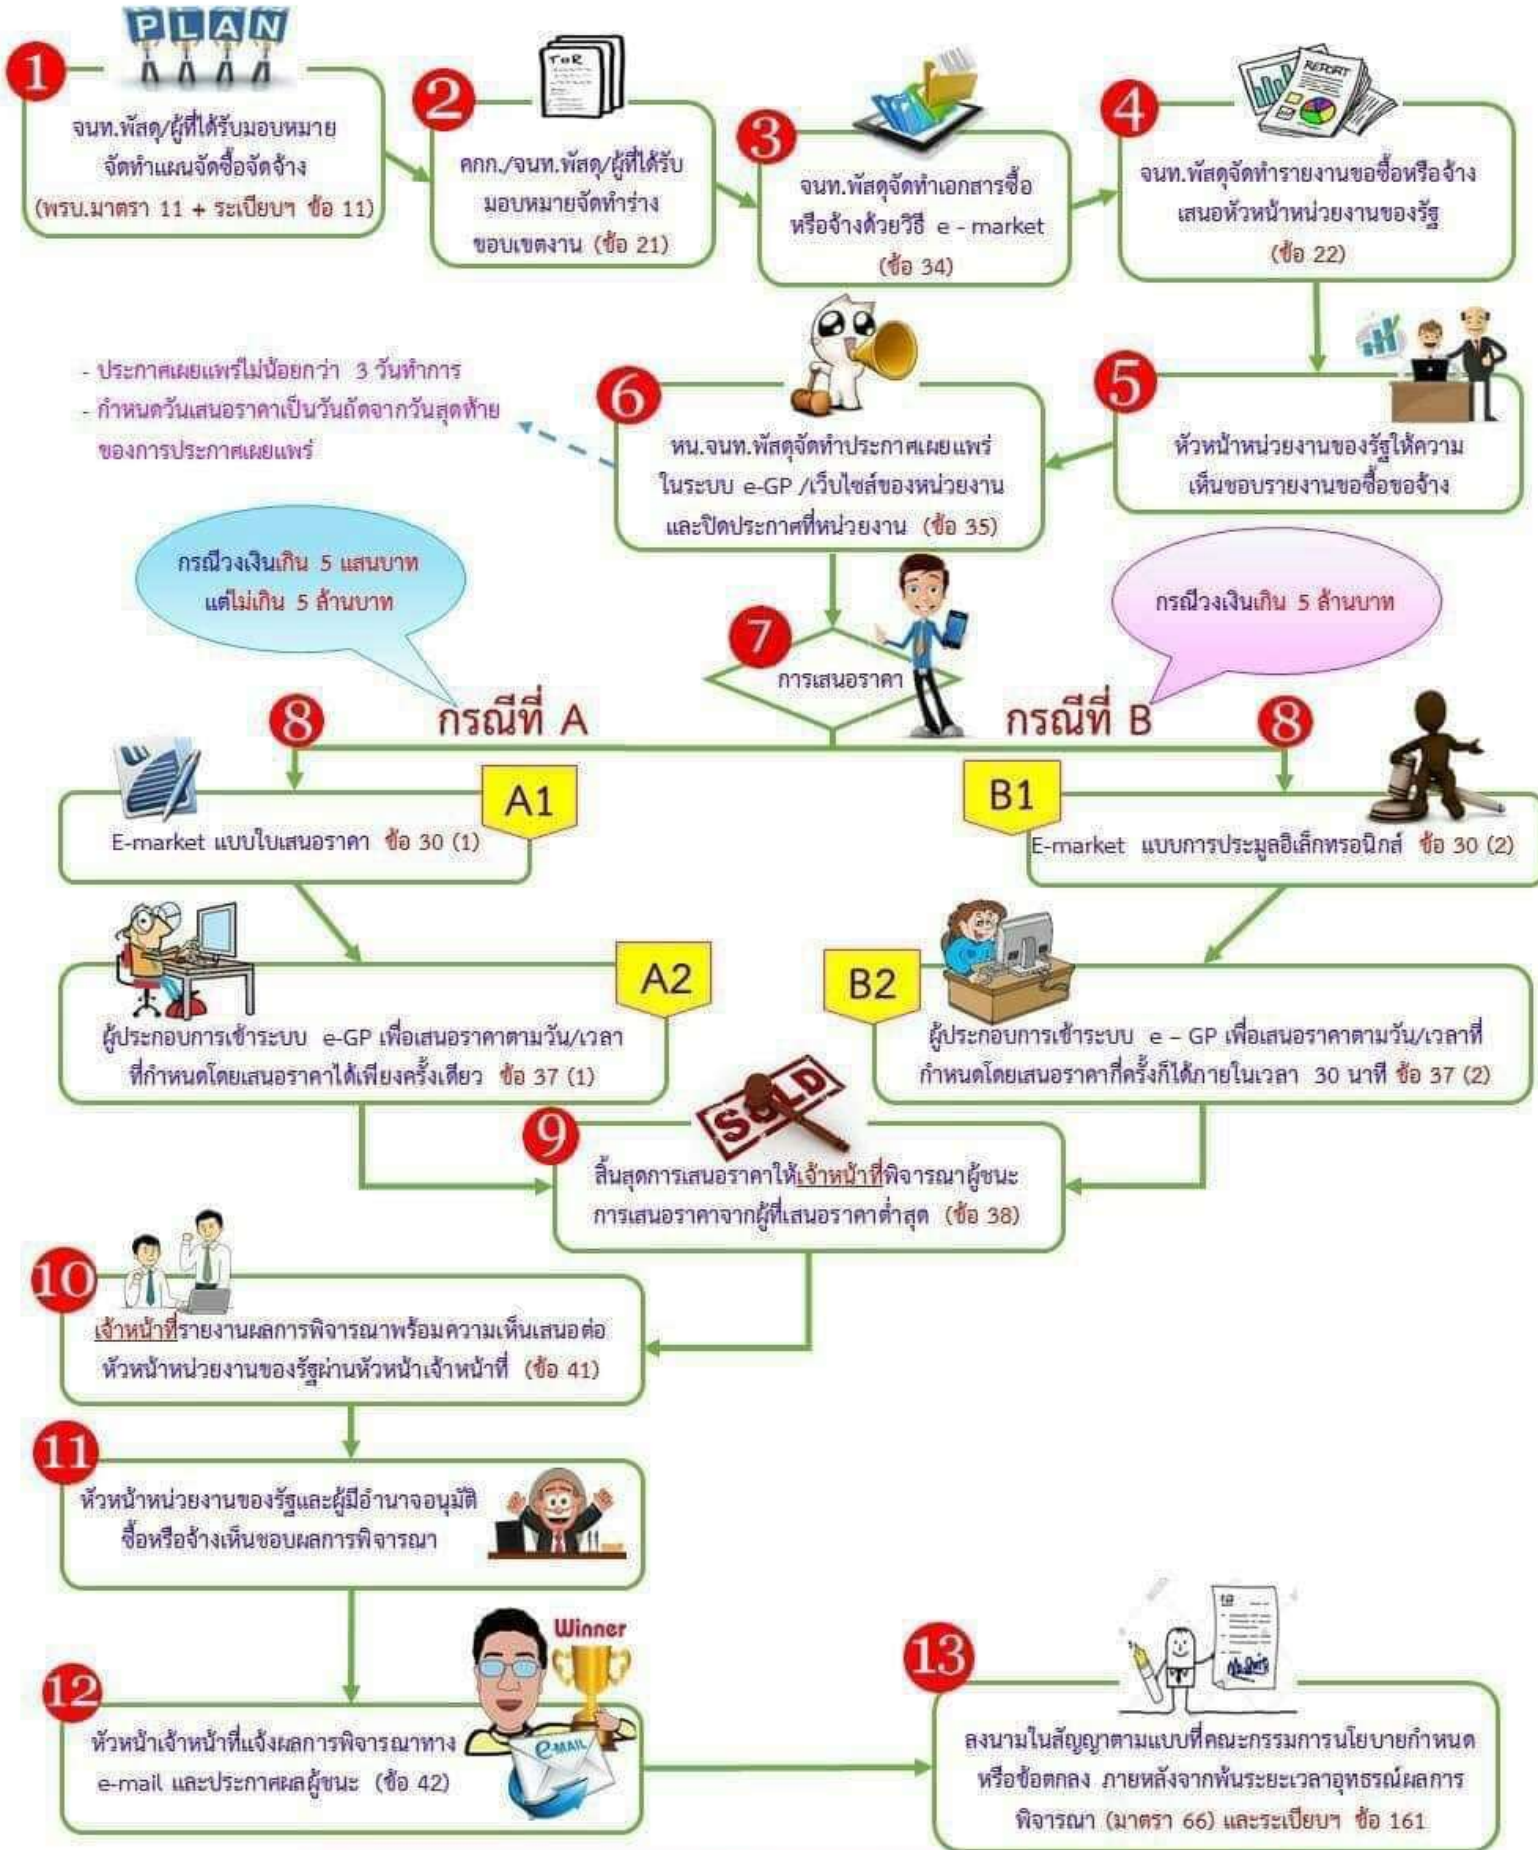 PLAN
1
จนท.พัสดุ/ผู้ที่ได้รับมอบหมาย
จัดทำแผนจัดซื้อจัดจ้าง
(พรบ.มาตรา 11 + ระเบียบฯ ข้อ 11)
TOR
2
คกก./จนท.พัสดุ/ผู้ที่ได้รับ
มอบหมายจัดทำร่าง
ขอบเขตงาน (ข้อ 21)
3
จนท.พัสดุจัดทำเอกสารซื้อ
หรือจ้างด้วยวิธี e - market
(ข้อ 34)
REPORT
4
จนท.พัสดุจัดทำรายงานขอซื้อหรือจ้าง
เสนอหัวหน้าหน่วยงานของรัฐ
(ข้อ 22)
5
หัวหน้าหน่วยงานของรัฐให้ความ
เห็นชอบรายงานขอซื้อขอจ้าง
6
หน.จนท.พัสดุจัดทำประกาศเผยแพร่
ในระบบ e-GP /เว็บไซส์ของหน่วยงาน
และปิดประกาศที่หน่วยงาน (ข้อ 35)
- ประกาศเผยแพร่ไม่น้อยกว่า 3 วันทำการ
- กำหนดวันเสนอราคาเป็นวันถัดจากวันสุดท้าย
ของการประกาศเผยแพร่
กรณีวงเงินเกิน 5 แสนบาท
แต่ไม่เกิน 5 ล้านบาท
กรณีวงเงินเกิน 5 ล้านบาท
7
การเสนอราคา
8
กรณีที่ A
กรณีที่ B
8
A1
E-market แบบใบเสนอราคา ข้อ 30 (1)
B1
E-market แบบการประมูลอิเล็กทรอนิกส์ ข้อ 30 (2)
A2
ผู้ประกอบการเข้าระบบ e-GP เพื่อเสนอราคาตามวัน/เวลา
ที่กำหนดโดยเสนอราคาได้เพียงครั้งเดียว ข้อ 37 (1)
B2
ผู้ประกอบการเข้าระบบ e – GP เพื่อเสนอราคาตามวัน/เวลาที่
กำหนดโดยเสนอราคากี่ครั้งก็ได้ภายในเวลา 30 นาที ข้อ 37 (2)
SOLD
9
สิ้นสุดการเสนอราคาให้เจ้าหน้าที่พิจารณาผู้ชนะ
การเสนอราคาจากผู้ที่เสนอราคาต่ำสุด (ข้อ 38)
10
เจ้าหน้าที่รายงานผลการพิจารณาพร้อมความเห็นเสนอต่อ
หัวหน้าหน่วยงานของรัฐผ่านหัวหน้าเจ้าหน้าที่ (ข้อ 41)
11
หัวหน้าหน่วยงานของรัฐและผู้มีอำนาจอนุมัติ
ซื้อหรือจ้างเห็นชอบผลการพิจารณา
Winner
e-MAIL
12
หัวหน้าเจ้าหน้าที่แจ้งผลการพิจารณาทาง
e-mail และประกาศผลผู้ชนะ (ข้อ 42)
13
ลงนามในสัญญาตามแบบที่คณะกรรมการนโยบายกำหนด
หรือข้อตกลง ภายหลังจากพ้นระยะเวลาอุทธรณ์ผลการ
พิจารณา (มาตรา 66) และระเบียบฯ ข้อ 161